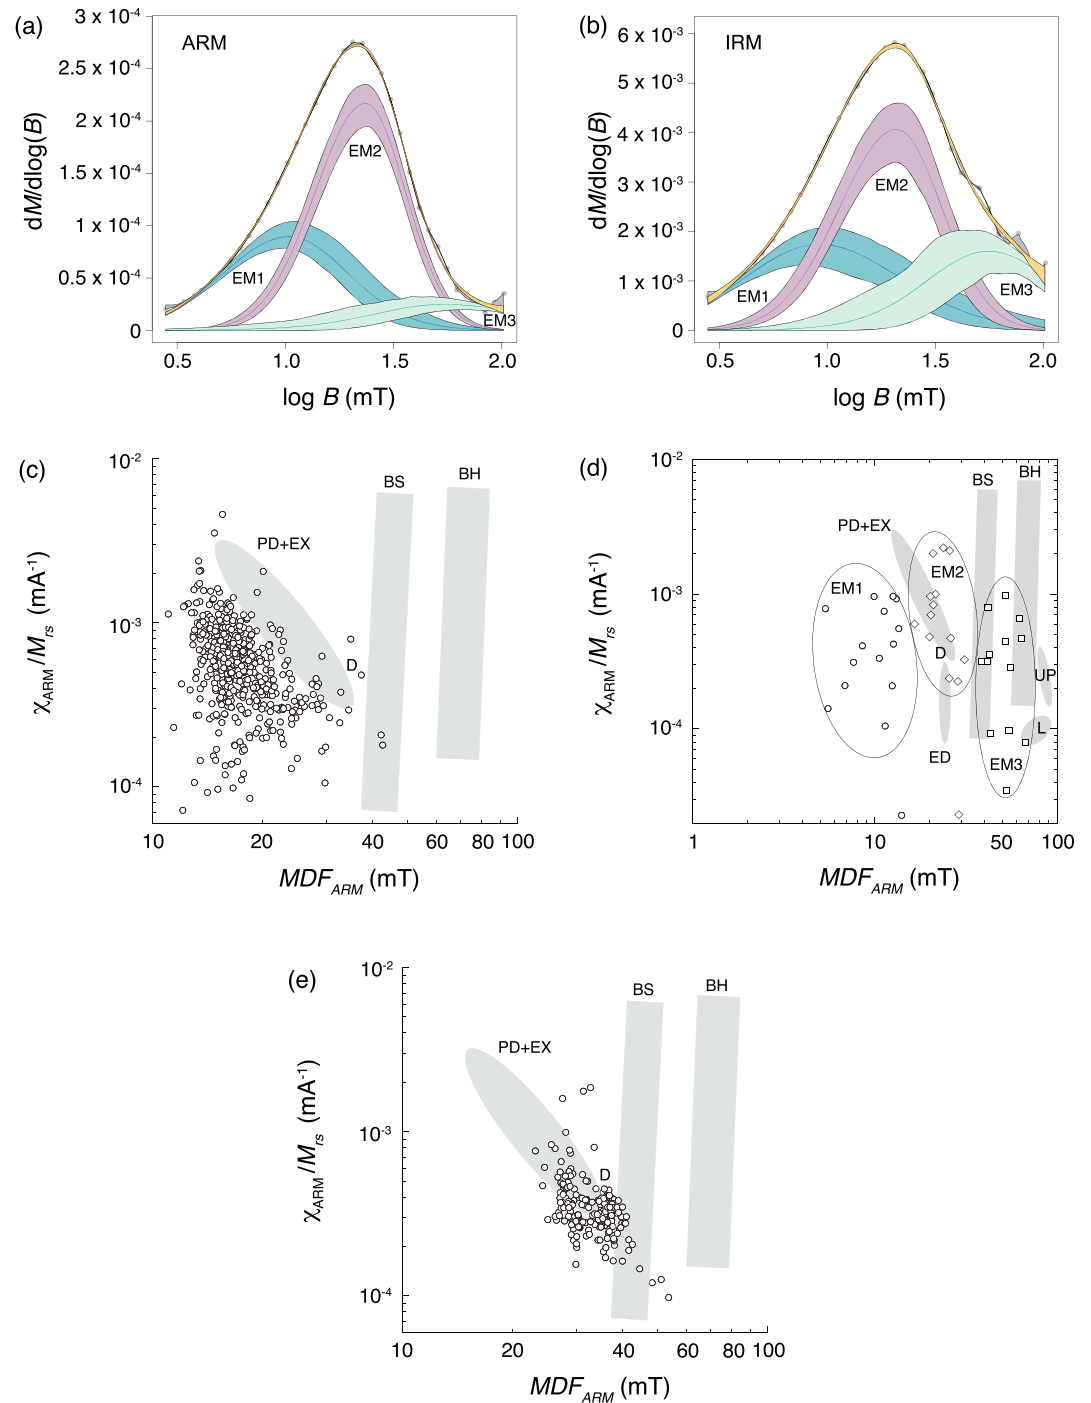 (a)
ARM
3 x 10⁻⁴
2.5 x 10⁻⁴
2 x 10⁻⁴
1.5 x 10⁻⁴
1 x 10⁻⁴
0.5 x 10⁻⁴
0
dM/dlog(B)
EM1
EM2
EM3
0.5
1.0
1.5
2.0
log B (mT)
(b)
IRM
6 x 10⁻³
5 x 10⁻³
4 x 10⁻³
3 x 10⁻³
2 x 10⁻³
1 x 10⁻³
0
dM/dlog(B)
EM1
EM2
EM3
0.5
1.0
1.5
2.0
log B (mT)
(c)
10⁻²
10⁻³
10⁻⁴
χARM/Mrs (mA⁻¹)
PD+EX
D
BS
BH
10
20
40
60
80
100
MDFARM (mT)
(d)
10⁻²
10⁻³
10⁻⁴
χARM/Mrs (mA⁻¹)
PD+EX
BS
BH
EM1
EM2
D
UP
L
ED
EM3
1
10
50
100
MDFARM (mT)
(e)
10⁻²
10⁻³
10⁻⁴
χARM/Mrs (mA⁻¹)
PD+EX
D
BS
BH
10
20
40
60
80
100
MDFARM (mT)